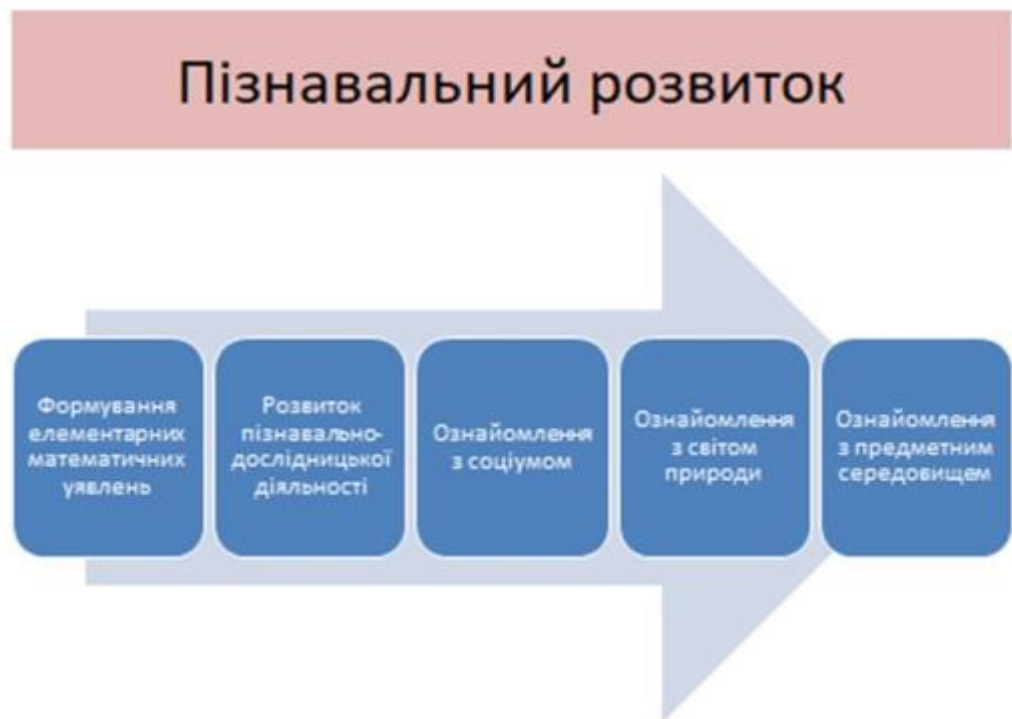 Пізнавальний розвиток
Формування
елементарних
математичних
уявлень
Розвиток
пізнавально-
дослідницької
діяльності
Ознайомлення
з соціумом
Ознайомлення
з світом
природи
Ознайомлення
з предметним
середовищем